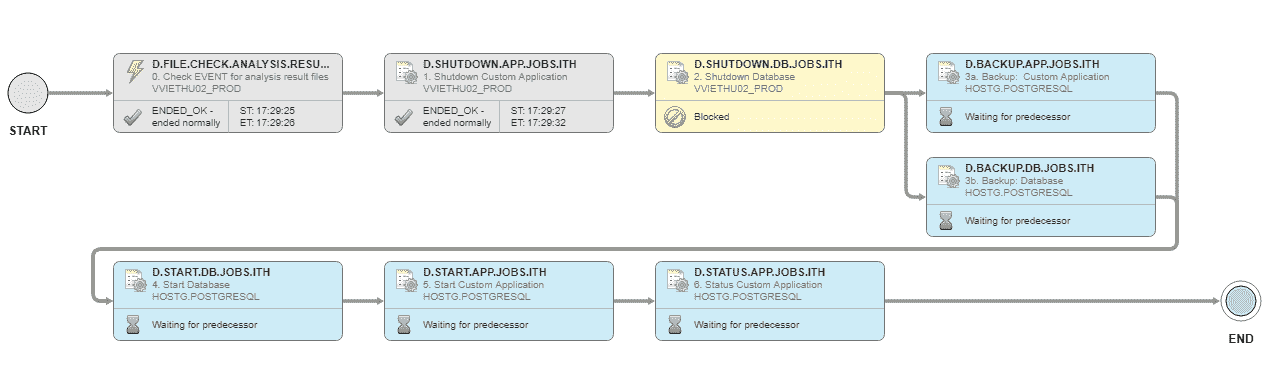 START
D.FILE.CHECK.ANALYSIS.RESU...
0. Check EVENT for analysis result files
VVIETHU02_PROD
ENDED_OK -
ended normally
ST: 17:29:25
ET: 17:29:26
D.SHUTDOWN.APP.JOBS.ITH
1. Shutdown Custom Application
VVIETHU02_PROD
ENDED_OK -
ended normally
ST: 17:29:27
ET: 17:29:32
D.SHUTDOWN.DB.JOBS.ITH
2. Shutdown Database
VVIETHU02_PROD
Blocked
D.BACKUP.APP.JOBS.ITH
3a. Backup: Custom Application
HOSTG.POSTGRESQL
Waiting for predecessor
D.BACKUP.DB.JOBS.ITH
3b. Backup: Database
HOSTG.POSTGRESQL
Waiting for predecessor
D.START.DB.JOBS.ITH
4. Start Database
HOSTG.POSTGRESQL
Waiting for predecessor
D.START.APP.JOBS.ITH
5. Start Custom Application
HOSTG.POSTGRESQL
Waiting for predecessor
D.STATUS.APP.JOBS.ITH
6. Status Custom Application
HOSTG.POSTGRESQL
Waiting for predecessor
END